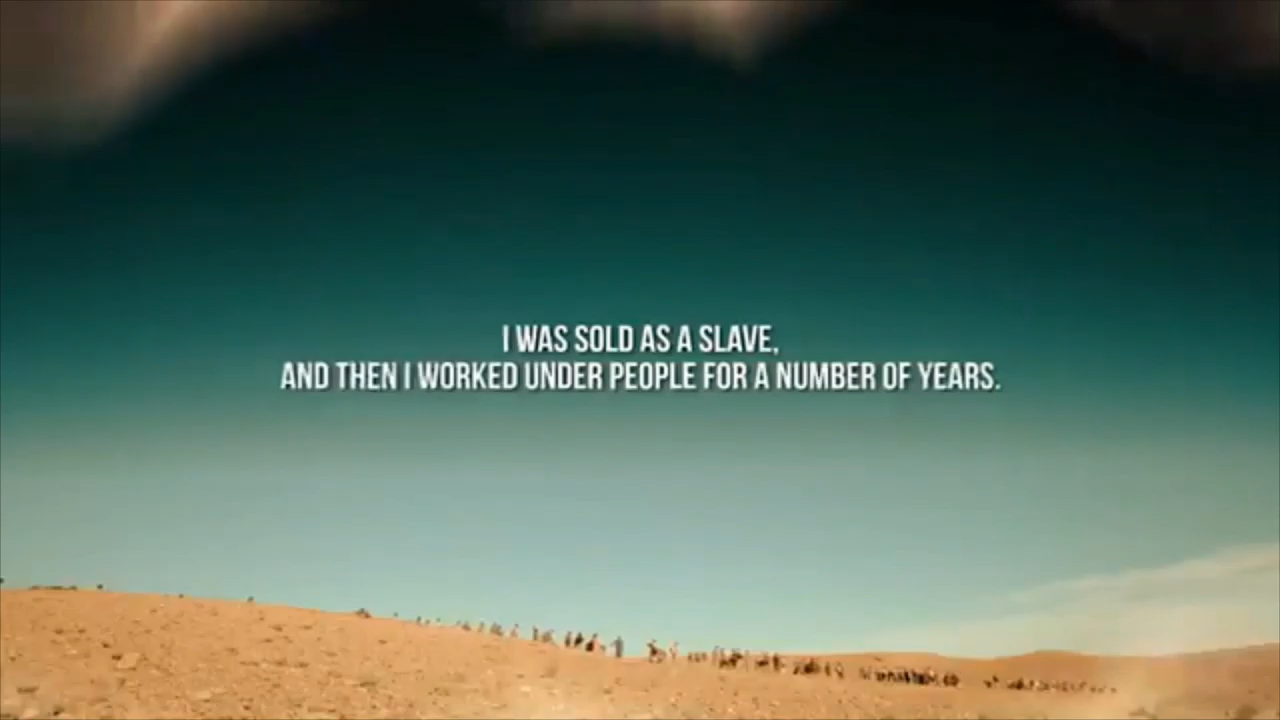 I WAS SOLD AS A SLAVE,
AND THEN I WORKED UNDER PEOPLE FOR A NUMBER OF YEARS.